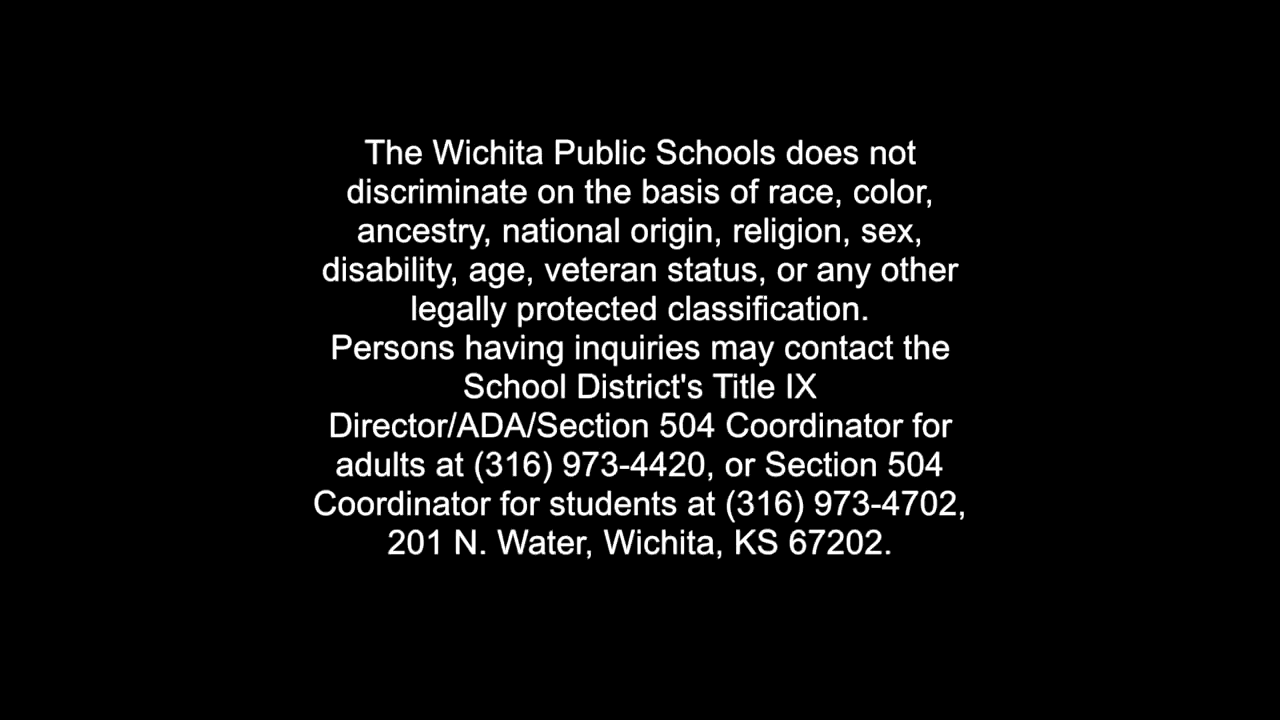 The Wichita Public Schools does not
discriminate on the basis of race, color,
ancestry, national origin, religion, sex,
disability, age, veteran status, or any other
legally protected classification.
Persons having inquiries may contact the
School District's Title IX
Director/ADA/Section 504 Coordinator for
adults at (316) 973-4420, or Section 504
Coordinator for students at (316) 973-4702,
201 N. Water, Wichita, KS 67202.